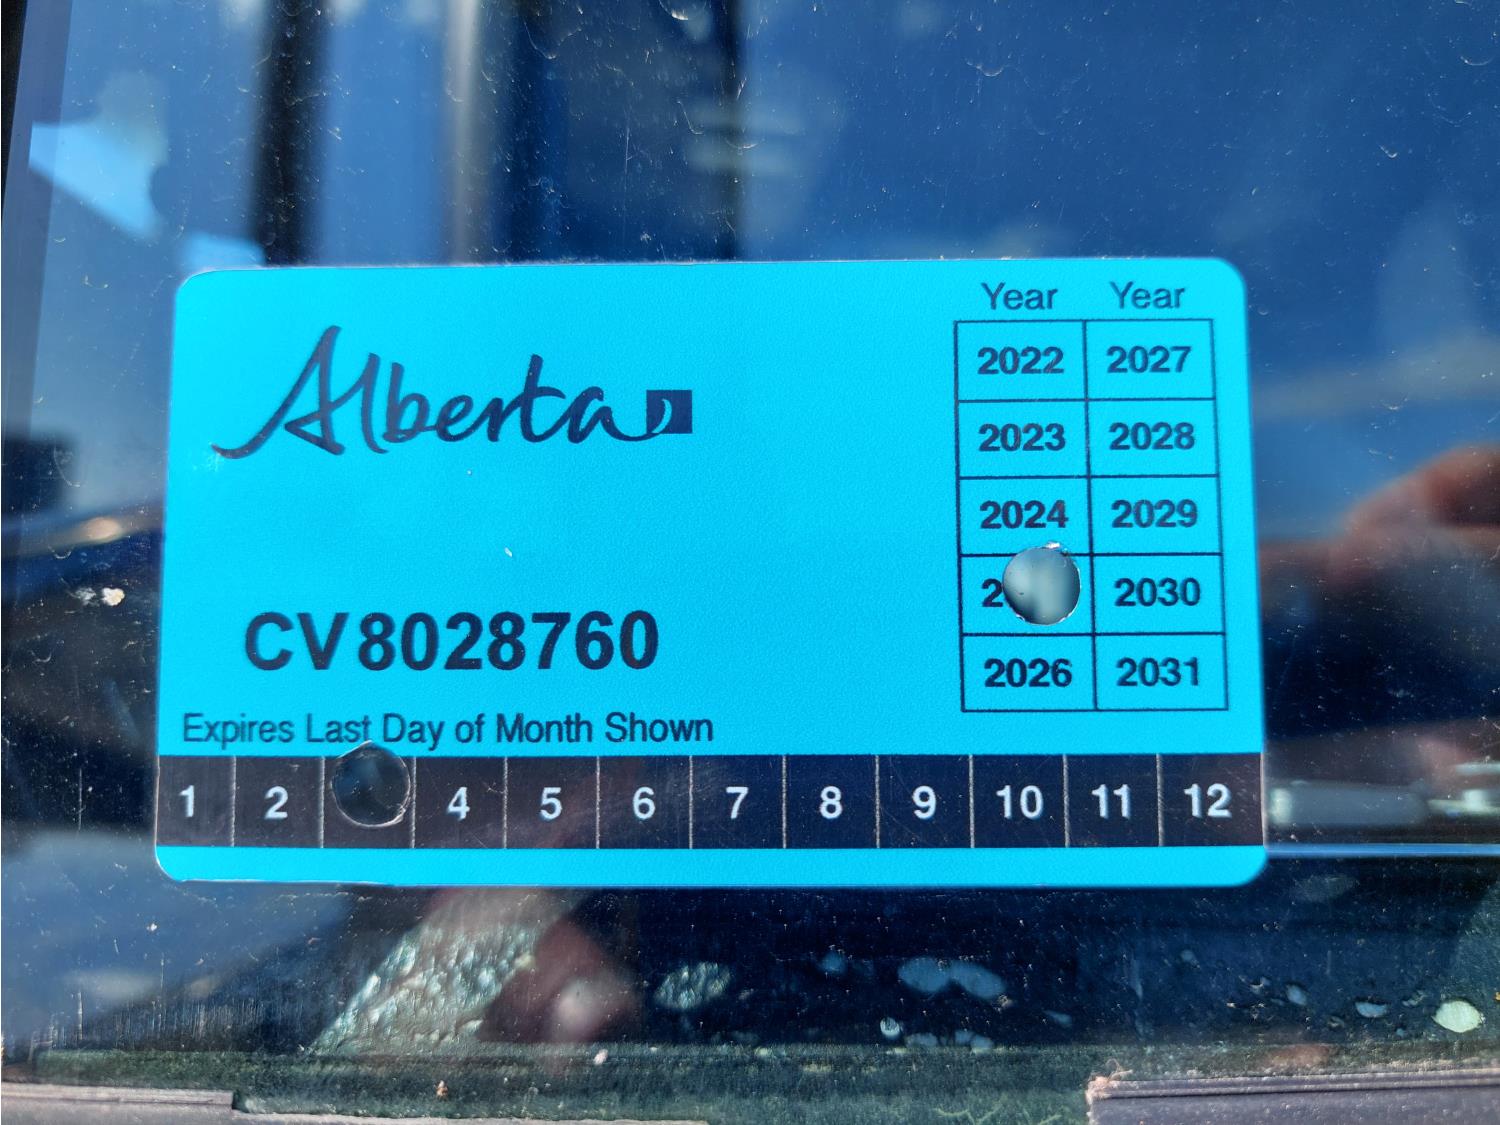 Alberta
Year Year
2022 2027
2023 2028
2024 2029
2030
2026 2031
CV8028760
Expires Last Day of Month Shown
1 2 4 5 6 7 8 9 10 11 12